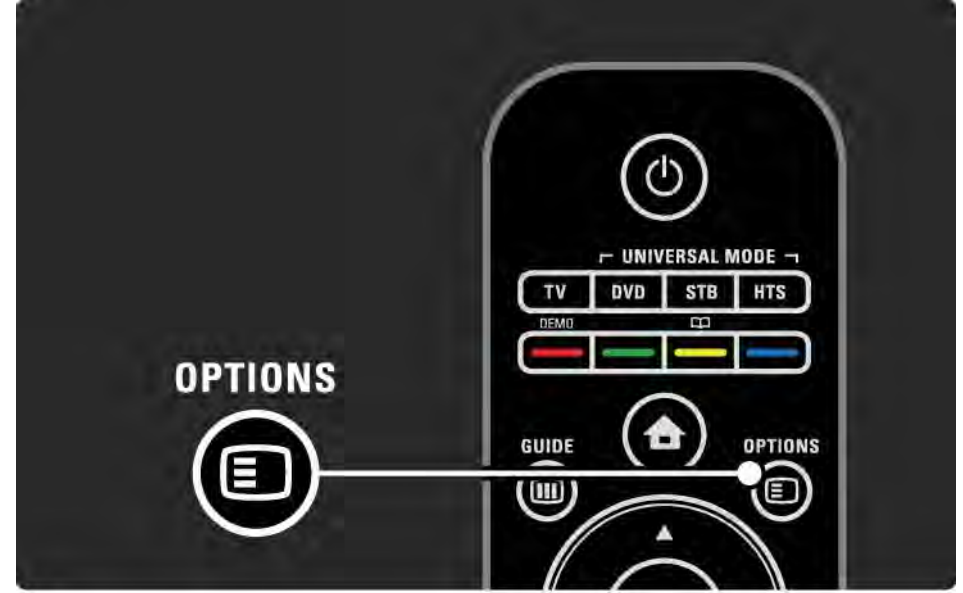 UNIVERSAL MODE
TV DVD STB HTS
DEMO
OPTIONS
GUIDE OPTIONS